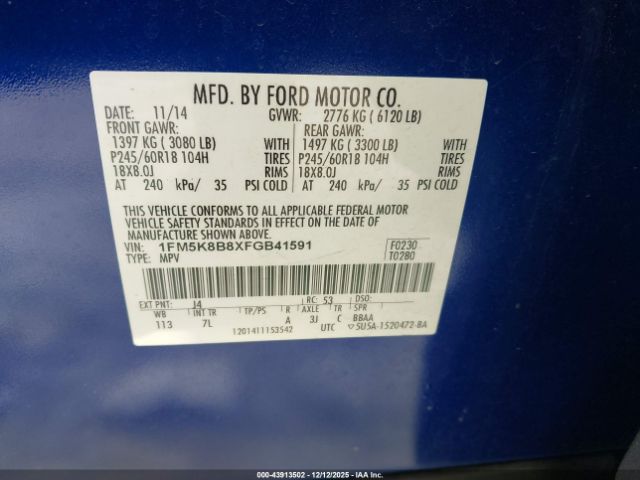 MFD. BY FORD MOTOR CO.
DATE: 11/14 GVWR: 2776 KG ( 6120 LB)
FRONT GAWR: REAR GAWR:
1397 KG ( 3080 LB) WITH 1497 KG ( 3300 LB) WITH
P245/60R18 104H TIRES P245/60R18 104H TIRES
18X8.0J RIMS 18X8.0J RIMS
AT 240 kPa/ 35 PSI COLD AT 240 kPa/ 35 PSI COLD
THIS VEHICLE CONFORMS TO ALL APPLICABLE FEDERAL MOTOR
VEHICLE SAFETY STANDARDS IN EFFECT ON THE DATE OF
MANUFACTURE SHOWN ABOVE.
VIN: 1FM5K8B8XFGB41591 F0230
TYPE: MPV T0280
EXT PNT: J4 RC: 53 DSO:
WB INT TR TP/PS R AXLE TR SPR
113 7L A 3J C BBAA
1201411153542 UTC 5U5A-1520472-BA
000-43913502 - 12/12/2025 - IAAI.com